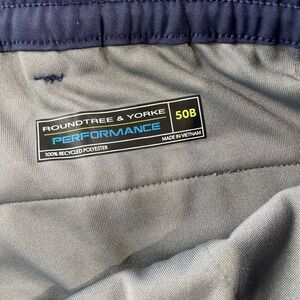 ROUNDTREE & YORKE
PERFORMANCE
50B
100% RECYCLED POLYESTER
MADE IN VIETNAM